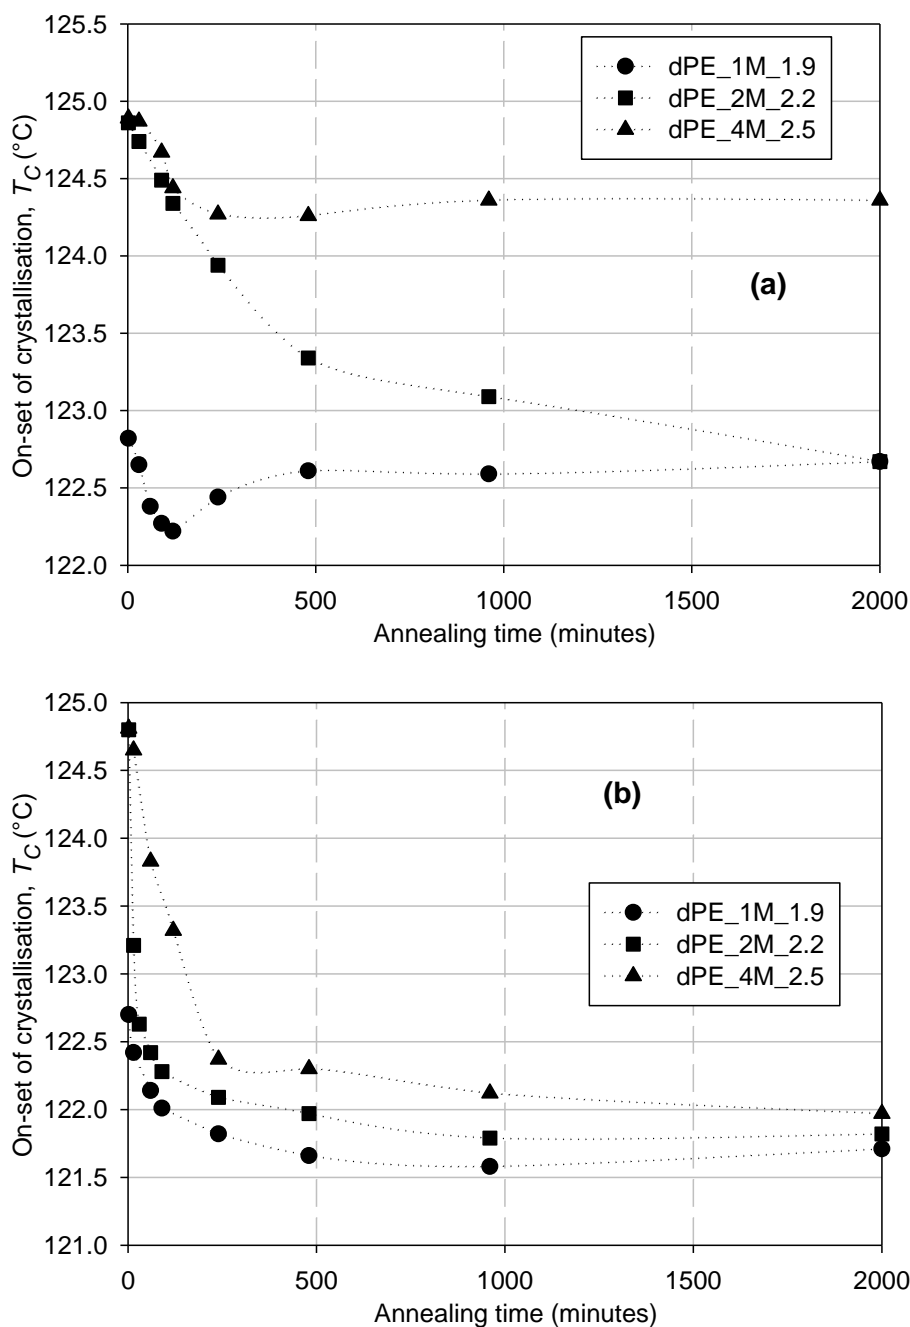 125.5
125.0
124.5
124.0
123.5
123.0
122.5
122.0
On-set of crystallisation, T_C (°C)
dPE_1M_1.9
dPE_2M_2.2
dPE_4M_2.5
(a)
0 500 1000 1500 2000
Annealing time (minutes)
125.0
124.5
124.0
123.5
123.0
122.5
122.0
121.5
121.0
On-set of crystallisation, T_C (°C)
(b)
dPE_1M_1.9
dPE_2M_2.2
dPE_4M_2.5
0 500 1000 1500 2000
Annealing time (minutes)